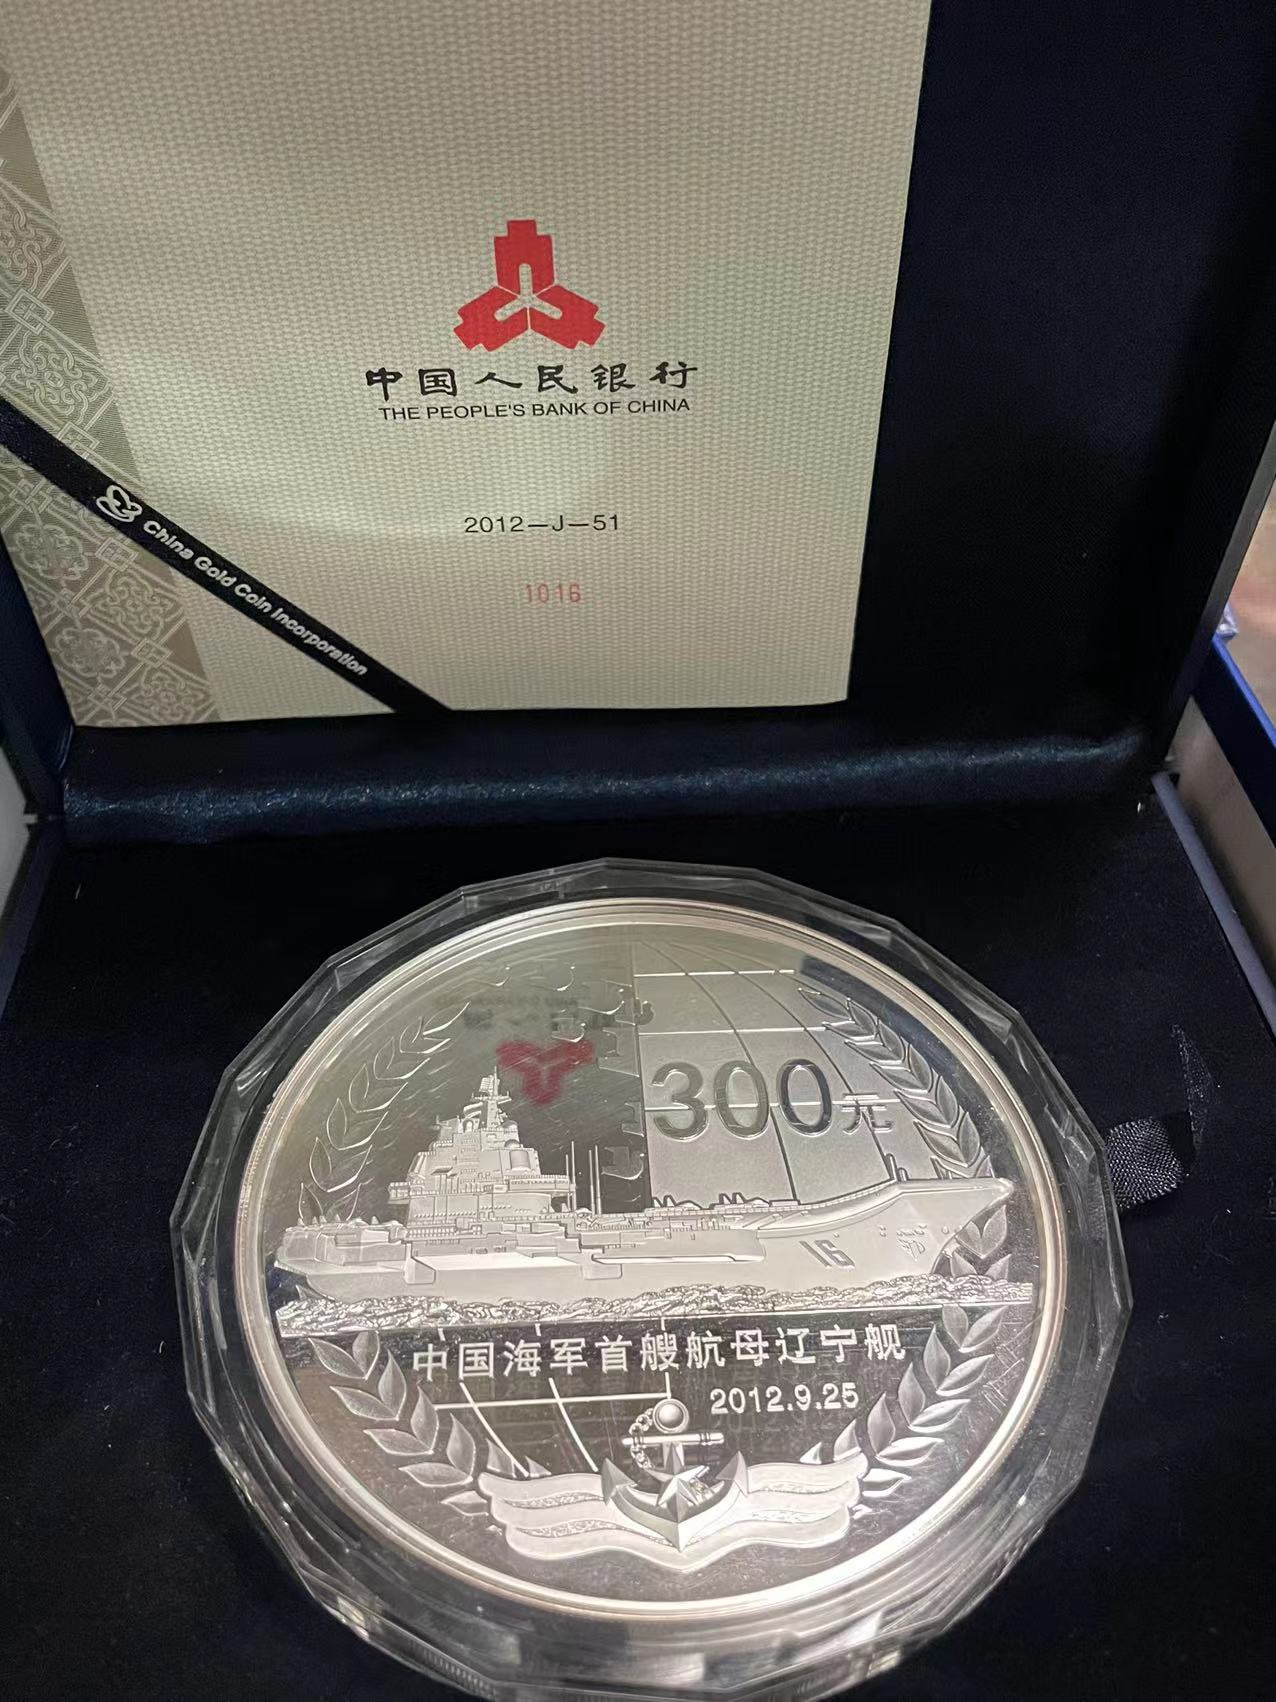 中国人民银行
THE PEOPLE'S BANK OF CHINA
2012—J—51
1016
China Gold Coin Incorporation
300元
16
中国海军首艘航母辽宁舰
2012.9.25